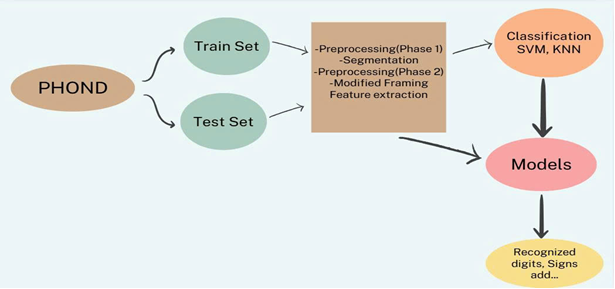 PHOND
Train Set
Test Set
-Preprocessing(Phase 1)
-Segmentation
-Preprocessing(Phase 2)
-Modified Framing
Feature extraction
Classification
SVM, KNN
Models
Recognized
digits, Signs
add...